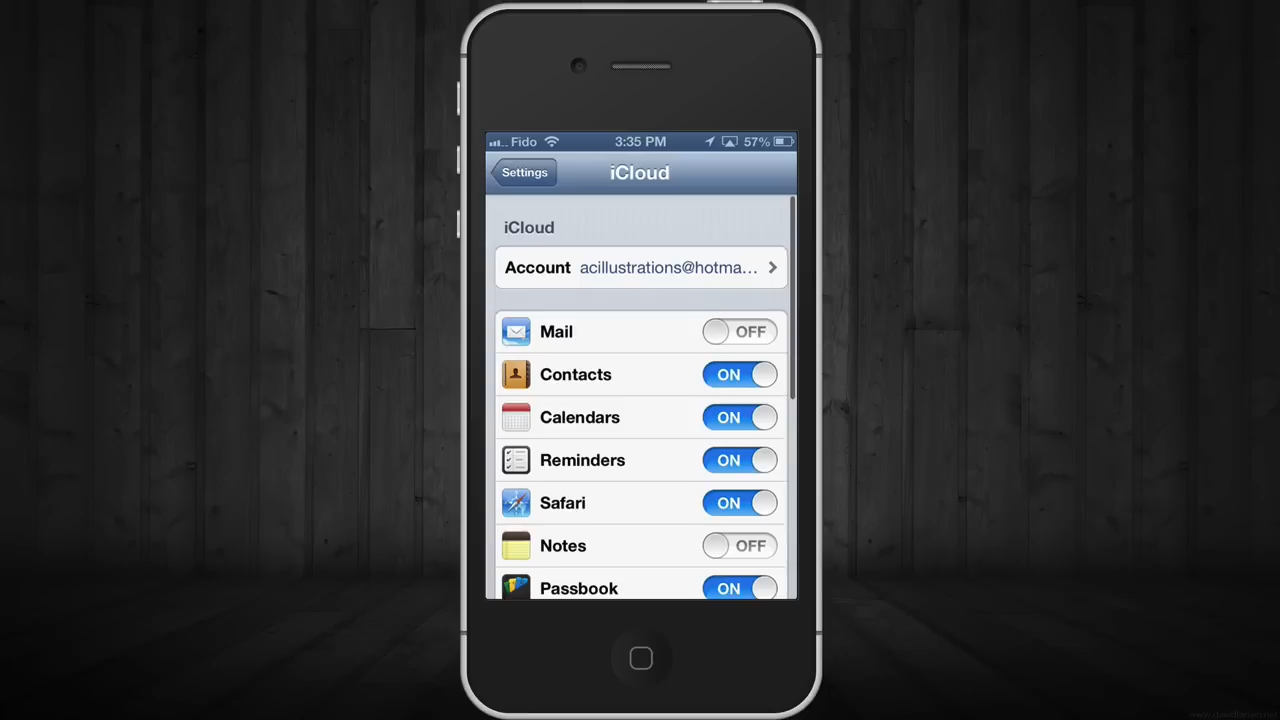 Fido 3:35 PM 57%
Settings iCloud
iCloud
Account acillustrations@hotma...
Mail OFF
Contacts ON
Calendars ON
Reminders ON
Safari ON
Notes OFF
Passbook ON